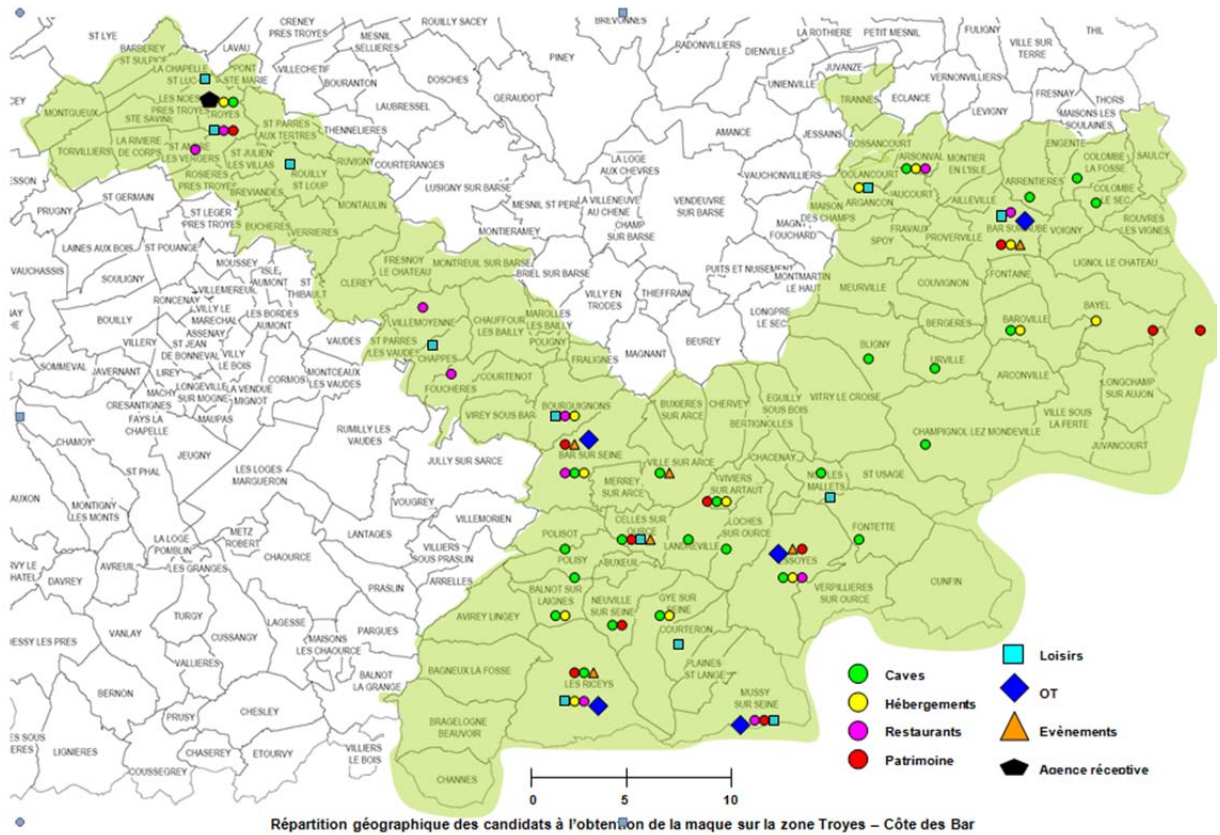 ST LYE
BARBEREY
ST SULPICE
LAVAU
CRENEY
PRES TROYES
MESNIL
SELLIERES
ROUILLY SACEY
BREVONNES
PINEY
RADONVILLIERS
DIENVILLE
LA ROTHIERE
PETIT MESNIL
FULIGNY
VILLE SUR
TERRE
THIL
LA CHAPELLE
ST LUC
PONT
STE MARIE
VILLECHETIF
BOURANTON
DOSCHES
GERAUDOT
UNIENVILLE
JUVANZE
TRANNES
ECLANCE
VERNONVILLIERS
LEVIGNY
FRESNAY
THORS
MAISONS LES
SOULAINES
MONTGUEUX
LES NOES
PRES TROYES
TROYES
STE SAVINE
LAUBRESSEL
THENNELIERES
ST PARRES
AUX TERTRES
AMANCE
JESSAINS
BOSSANCOURT
ENGENTE
TORVILLIERS
LA RIVIERE
DE CORPS
ST ANDRE
LES VERGERS
ST JULIEN
LES VILLAS
RUVIGNY
COURTERANGES
LA LOGE
AUX CHEVRES
VAUCHONVILLIERS
DOLANCOURT
ARSONVAL
MONTIER
EN L'ISLE
ARRENTIERES
COLOMBE
LA FOSSE
SAULCY
ROSIERES
PRES TROYES
BREVIANDES
ROUILLY
ST LOUP
MONTAULIN
LUSIGNY SUR BARSE
MESNIL ST PERE
LA VILLENEUVE
AU CHENE
VENDEUVRE
SUR BARSE
MAISON
DES CHAMPS
ARGANCON
JAUCOURT
AILLEVILLE
COLOMBE
LE SEC
ST GERMAIN
PRUGNY
ST LEGER
PRES TROYES
BUCHERES
VERRIERES
MONTIERAMEY
CHAMP
SUR BARSE
MAGNY
FOUCHARD
FRAVAUX
SPOY
PROVERVILLE
BAR SUR AUBE
VOIGNY
ROUVRES
LES VIGNES
LAINES AUX BOIS
ST POUANGE
MOUSSEY
FRESNOY
LE CHATEAU
MONTREUIL SUR BARSE
BRIEL SUR BARSE
PUITS ET NUISEMENT
MONTMARTIN
LE HAUT
LIGNOL LE CHATEAU
VAUCHASSIS
SOULIGNY
ISLE
AUMONT
CLEREY
VILLY EN
TRODES
THIEFFRAIN
MEURVILLE
COUVIGNON
FONTAINE
RONCENAY
VILLEMEREUIL
ST
THIBAULT
VILLEMOYENNE
CHAUFFOUR
LES BAILLY
MAROLLES
LES BAILLY
LONGPRE
LE SEC
BERGERES
BAROVILLE
BAYEL
BOUILLY
VILLY LE
MARECHAL
LES BORDES
AUMONT
ASSENAY
VILLERY
ST JEAN
DE BONNEVAL
VAUDES
ST PARRES
LES VAUDES
CHAPPES
POLIGNY
MAGNANT
BEUREY
BLIGNY
URVILLE
SOMMEVAL
JAVERNANT
LIREY
VILLY
LE BOIS
CORMOST
MONTCEAUX
LES VAUDES
FOUCHERES
COURTENOT
FRALIGNES
ARCONVILLE
MACHY
LONGEVILLE
SUR MOGNE
LA VENDUE
MIGNOT
VIREY SOUS BAR
BOURGUIGNONS
BUXIERES
SUR ARCE
CHERVEY
EGUILLY
SOUS BOIS
VITRY LE CROISE
LONGCHAMP
SUR AUJON
CRESANTIGNES
MAUPAS
FAYS LA
CHAPELLE
RUMILLY LES
VAUDES
BERTIGNOLLES
CHAMPIGNOL LEZ MONDEVILLE
VILLE SOUS
LA FERTE
CHAMOY
JEUGNY
JULLY SUR SARCE
BAR SUR SEINE
VILLE SUR ARCE
CHACENAY
JUVANCOURT
ST PHAL
LES LOGES
MARGUERON
MERREY
SUR ARCE
VIVIERS
SUR ARTAUT
ST USAGE
AUXON
VOUGREY
MONTIGNY
LES MONTS
VILLEMORIEN
LANTAGES
METZ
ROBERT
CHAOURCE
LA LOGE
POMBLIN
LES GRANGES
VILLIERS
SOUS PRASLIN
POLISOT
CELLES SUR
OURCE
LOCHES
SUR OURCE
LANDREVILLE
FONTETTE
DAVREY
AVREUIL
ARRELLES
POLISY
BUXEUIL
ESSOYES
VERPILLIERES
SUR OURCE
CUNFIN
PRASLIN
BALNOT SUR
LAIGNES
NEUVILLE
SUR SEINE
GYE SUR
SEINE
AVIREY LINGEY
TURGY
LAGESSE
PARGUES
COURTERON
VANLAY
CUSSANGY
MAISONS
LES CHAOURCE
VALLIERES
BALNOT
LA GRANGE
BAGNEUX LA FOSSE
PLAINES
ST LANGE
LES RICEYS
MUSSY
SUR SEINE
BERNON
PRUSY
CHESLEY
BRAGELOGNE
BEAUVOIR
LIGNIERES
CHASEREY
ETOURVY
VILLIERS
LE BOIS
COUSSEGREY
CHANNES
Caves
Hébergements
Restaurants
Patrimoine
Loisirs
OT
Evènements
Agence réceptive
0 5 10
Répartition géographique des candidats à l'obtention de la maque sur la zone Troyes – Côte des Bar